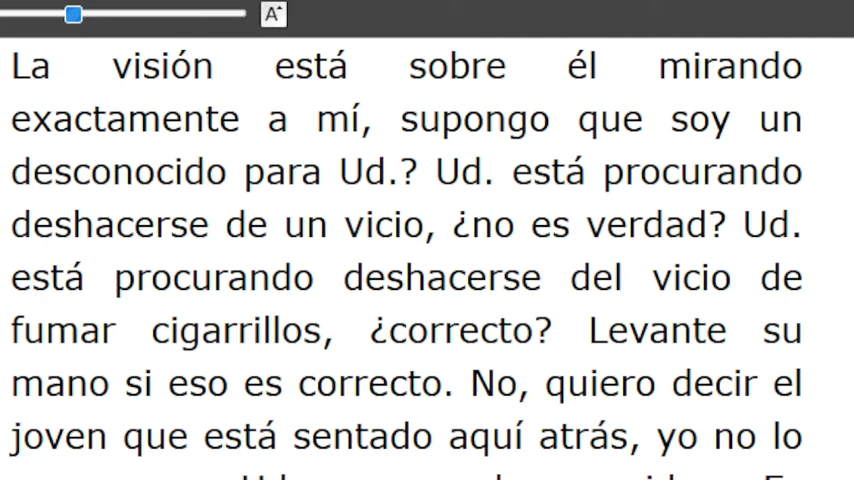 A
La visión está sobre él mirando
exactamente a mí, supongo que soy un
desconocido para Ud.? Ud. está procurando
deshacerse de un vicio, ¿no es verdad? Ud.
está procurando deshacerse del vicio de
fumar cigarrillos, ¿correcto? Levante su
mano si eso es correcto. No, quiero decir el
joven que está sentado aquí atrás, yo no lo